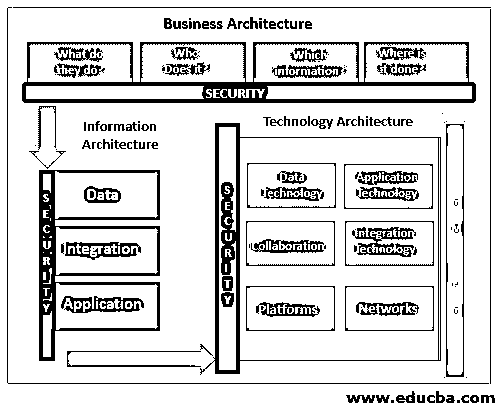 Business Architecture
What do
they do?
Who
Does it?
Which
information?
Where is
it done?
SECURITY
Information
Architecture
Technology Architecture
SECURITY
Data
Integration
Application
SECURITY
Data
Technology
Application
Technology
Collaboration
Integration
Technology
Platforms
Networks
www.educba.com